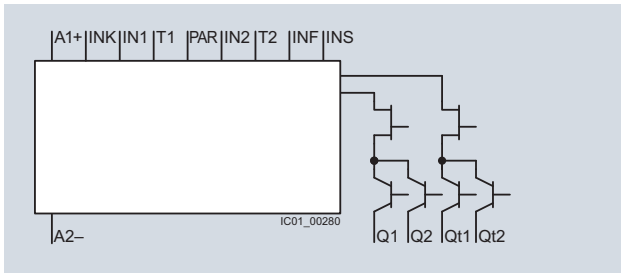 A1+ INK IN1 T1 PAR IN2 T2 INF INS
IC01_00280
A2– Q1 Q2 Qt1 Qt2